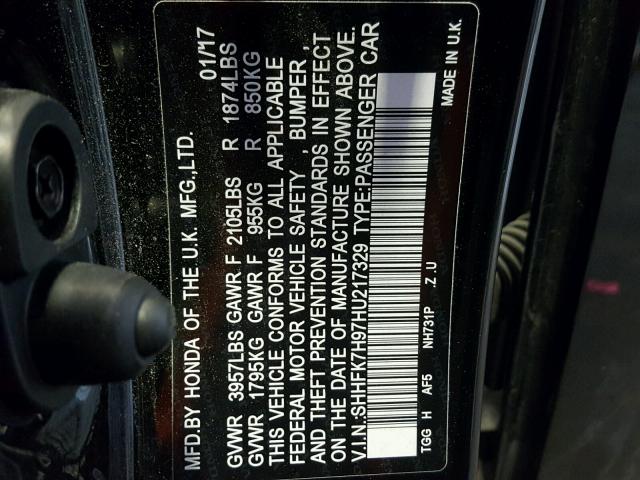 MFD.BY HONDA OF THE U.K. MFG.,LTD. 01/17
GVWR 3957LBS GAWR F 2105LBS R 1874LBS
GVWR 1795KG GAWR F 955KG R 850KG
THIS VEHICLE CONFORMS TO ALL APPLICABLE
FEDERAL MOTOR VEHICLE SAFETY , BUMPER ,
AND THEFT PREVENTION STANDARDS IN EFFECT
ON THE DATE OF MANUFACTURE SHOWN ABOVE.
V.I.N.:SHHFK7H97HU217329 TYPE:PASSENGER CAR
TGG H AF5 NH731P .Z .U MADE IN U.K.